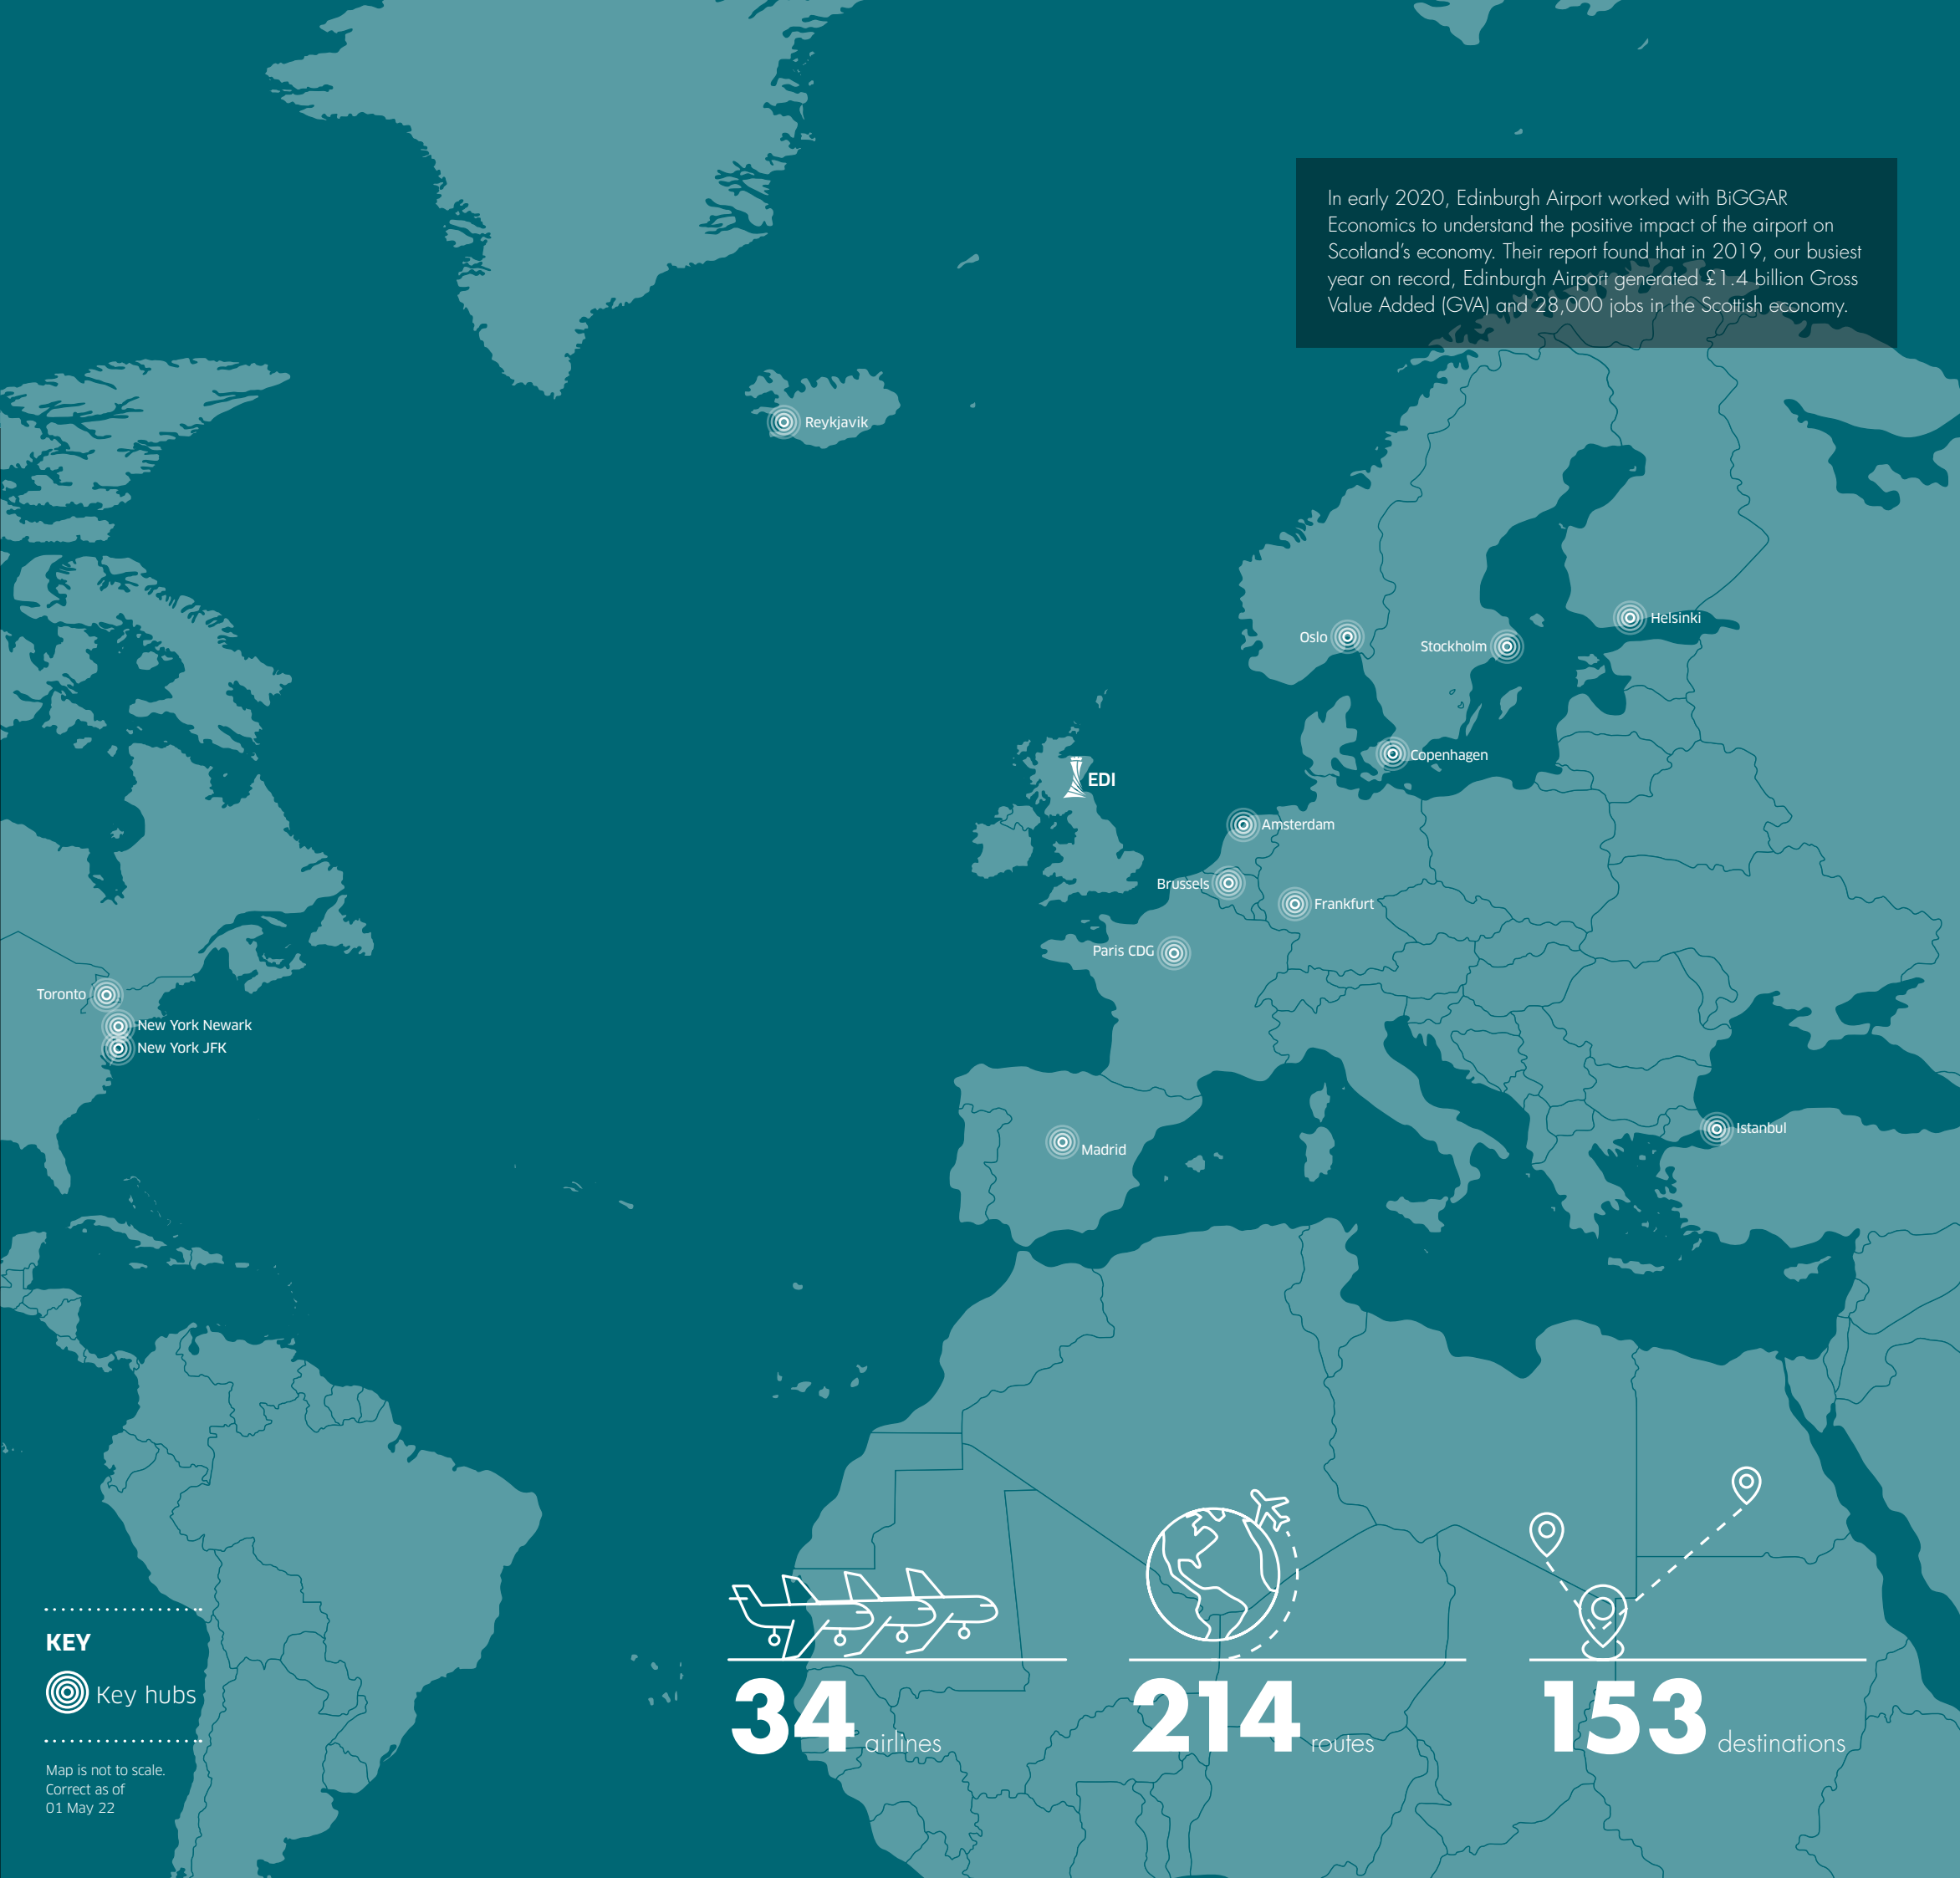 In early 2020, Edinburgh Airport worked with BiGGAR
Economics to understand the positive impact of the airport on
Scotland's economy. Their report found that in 2019, our busiest
year on record, Edinburgh Airport generated £1.4 billion Gross
Value Added (GVA) and 28,000 jobs in the Scottish economy.
Reykjavik
Helsinki
Oslo
Stockholm
Copenhagen
EDI
Amsterdam
Brussels
Frankfurt
Paris CDG
Toronto
New York Newark
New York JFK
Istanbul
Madrid
KEY
Key hubs
34 airlines
214 routes
153 destinations
Map is not to scale.
Correct as of
01 May 22